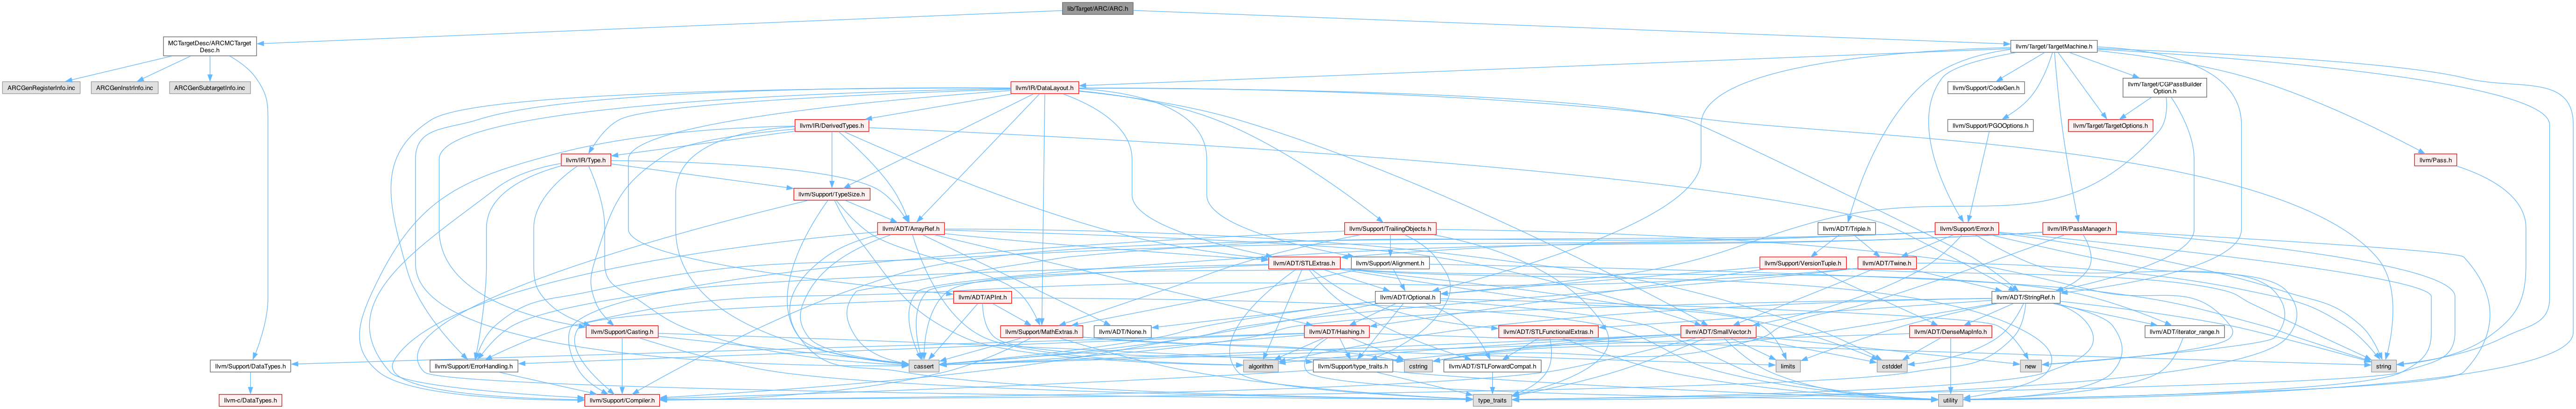 lib/Target/ARC/ARC.h
MCTargetDesc/ARCMCTarget
Desc.h
llvm/Target/TargetMachine.h
ARCGenRegisterInfo.inc
ARCGenInstrInfo.inc
ARCGenSubtargetInfo.inc
llvm/IR/DataLayout.h
llvm/Support/CodeGen.h
llvm/Target/CGPassBuilder
Option.h
llvm/IR/DerivedTypes.h
llvm/Support/PGOOptions.h
llvm/Target/TargetOptions.h
llvm/IR/Type.h
llvm/Pass.h
llvm/Support/TypeSize.h
llvm/ADT/ArrayRef.h
llvm/Support/TrailingObjects.h
llvm/ADT/Triple.h
llvm/Support/Error.h
llvm/IR/PassManager.h
llvm/ADT/STLExtras.h
llvm/Support/Alignment.h
llvm/Support/VersionTuple.h
llvm/ADT/Twine.h
llvm/ADT/APInt.h
llvm/ADT/Optional.h
llvm/ADT/StringRef.h
llvm/Support/Casting.h
llvm/Support/MathExtras.h
llvm/ADT/None.h
llvm/ADT/Hashing.h
llvm/ADT/STLFunctionalExtras.h
llvm/ADT/SmallVector.h
llvm/ADT/DenseMapInfo.h
llvm/ADT/iterator_range.h
llvm/Support/DataTypes.h
llvm/Support/ErrorHandling.h
cassert
algorithm
llvm/Support/type_traits.h
cstring
llvm/ADT/STLForwardCompat.h
limits
cstddef
new
string
llvm-c/DataTypes.h
llvm/Support/Compiler.h
type_traits
utility